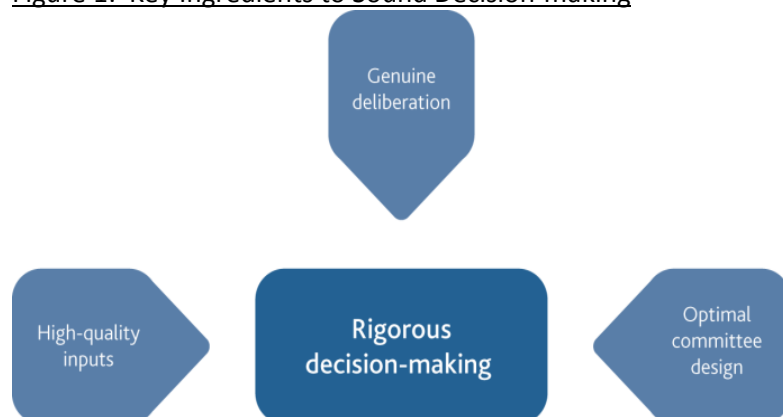 Figure 1: Key Ingredients to Sound Decision-making
Genuine
deliberation
High-quality
inputs
Rigorous
decision-making
Optimal
committee
design